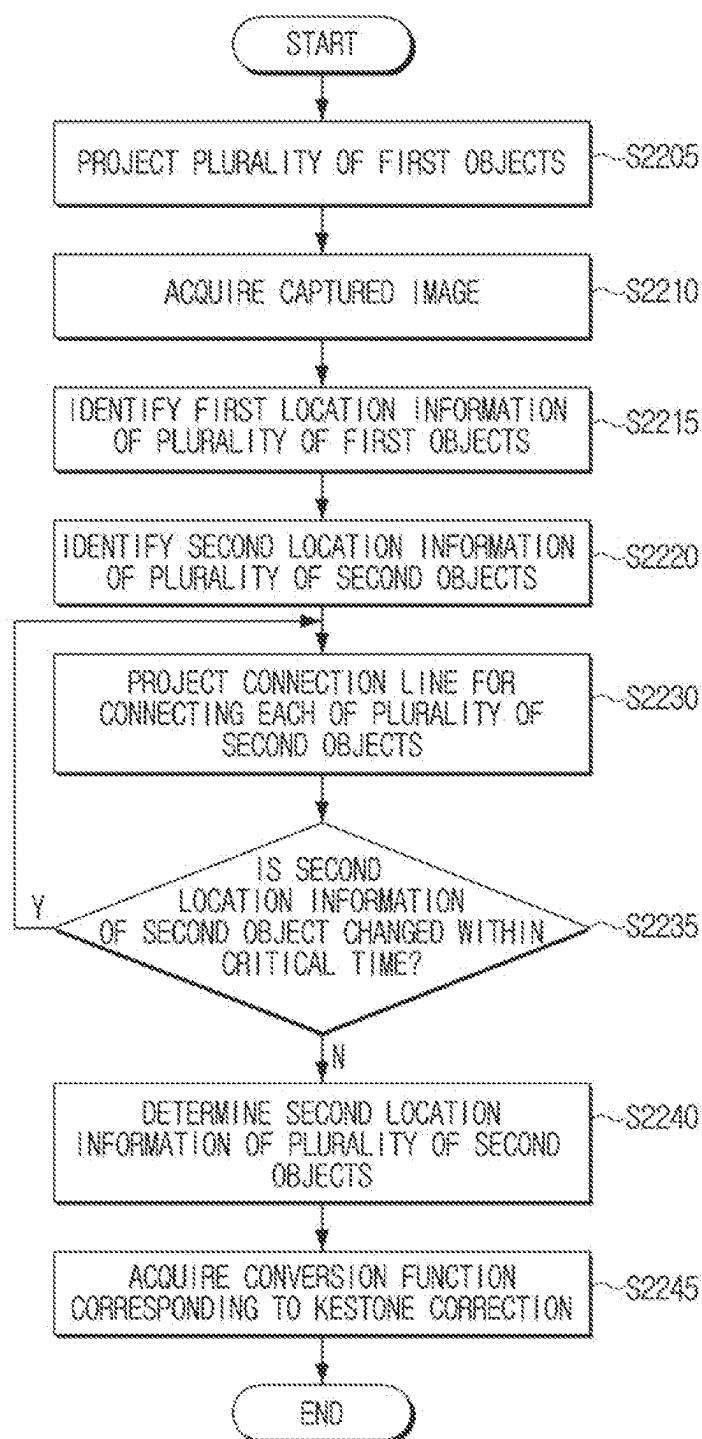 START
PROJECT PLURALITY OF FIRST OBJECTS
S2205
ACQUIRE CAPTURED IMAGE
S2210
IDENTIFY FIRST LOCATION INFORMATION
OF PLURALITY OF FIRST OBJECTS
S2215
IDENTIFY SECOND LOCATION INFORMATION
OF PLURALITY OF SECOND OBJECTS
S2220
PROJECT CONNECTION LINE FOR
CONNECTING EACH OF PLURALITY OF
SECOND OBJECTS
S2230
IS SECOND
LOCATION INFORMATION
OF SECOND OBJECT CHANGED WITHIN
CRITICAL TIME?
S2235
Y
N
DETERMINE SECOND LOCATION
INFORMATION OF PLURALITY OF SECOND
OBJECTS
S2240
ACQUIRE CONVERSION FUNCTION
CORRESPONDING TO KESTONE CORRECTION
S2245
END